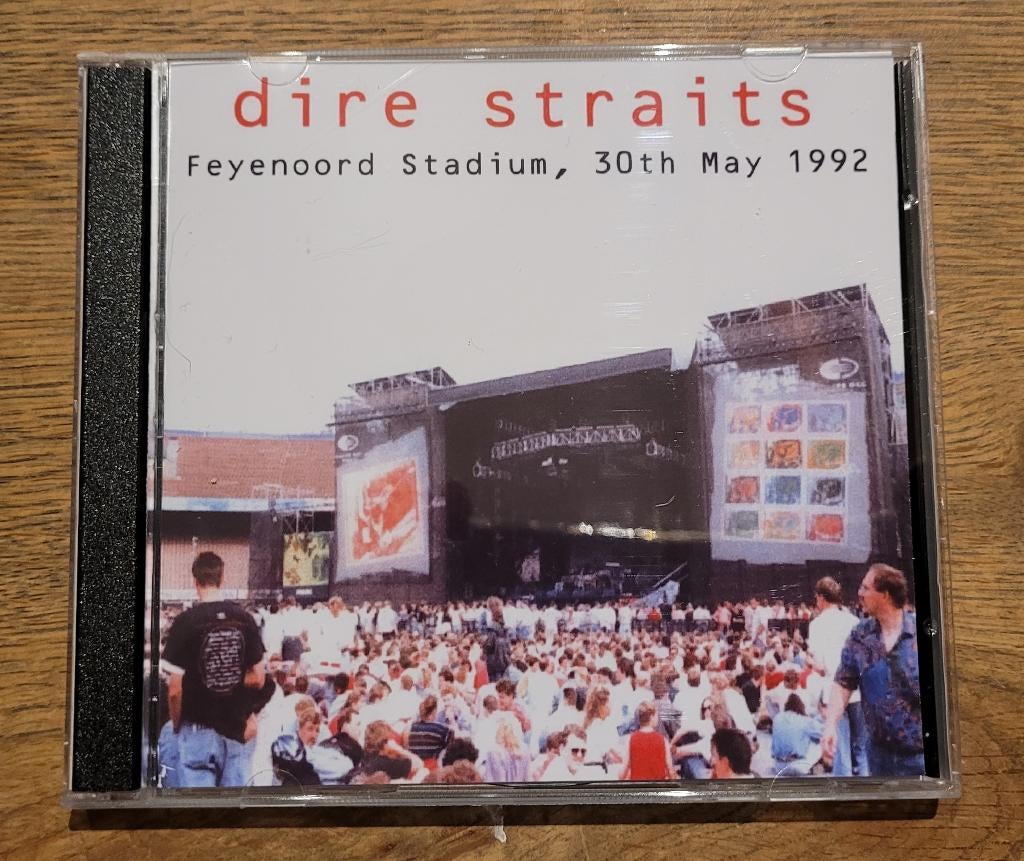 dire straits
Feyenoord Stadium, 30th May 1992